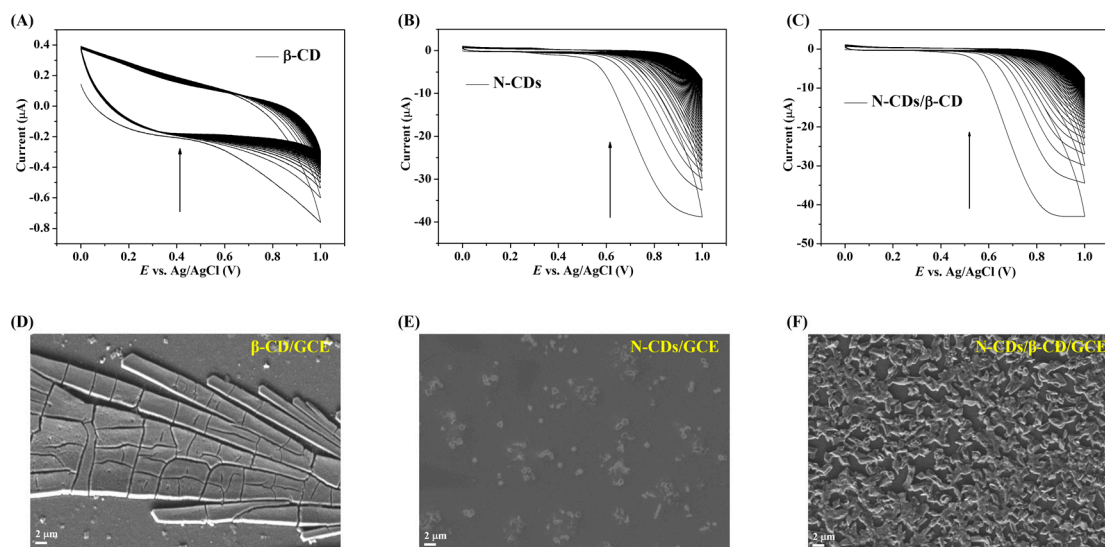 (A)
(B)
(C)
β-CD
N-CDs
N-CDs/β-CD
Current (μA)
0.4
0.2
0.0
-0.2
-0.4
-0.6
-0.8
0.0
0.2
0.4
0.6
0.8
1.0
E vs. Ag/AgCl (V)
Current (μA)
0
-10
-20
-30
-40
0.0
0.2
0.4
0.6
0.8
1.0
E vs. Ag/AgCl (V)
Current (μA)
0
-10
-20
-30
-40
-50
0.0
0.2
0.4
0.6
0.8
1.0
E vs. Ag/AgCl (V)
(D)
(E)
(F)
β-CD/GCE
N-CDs/GCE
N-CDs/β-CD/GCE
2 μm
2 μm
2 μm